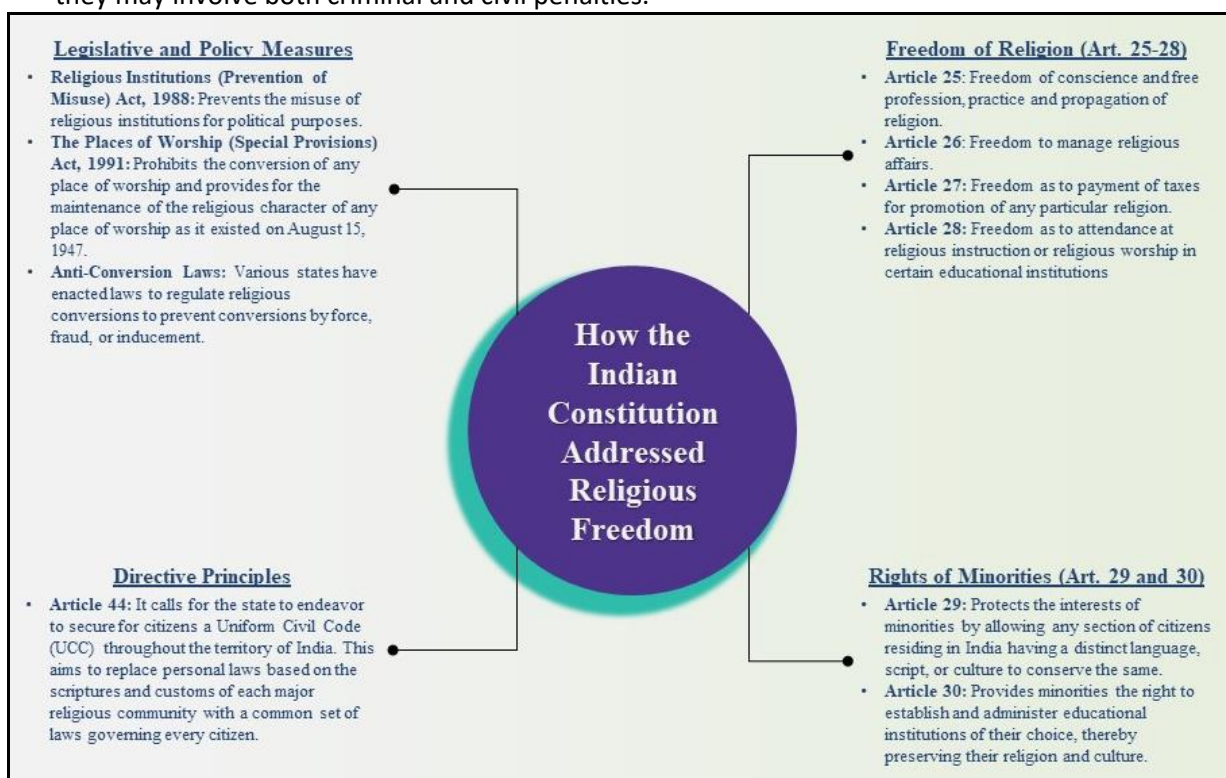 they may involve both criminal and civil penalties.
Legislative and Policy Measures
• Religious Institutions (Prevention of
Misuse) Act, 1988: Prevents the misuse of
religious institutions for political purposes.
• The Places of Worship (Special Provisions)
Act, 1991: Prohibits the conversion of any
place of worship and provides for the
maintenance of the religious character of any
place of worship as it existed on August 15,
1947.
• Anti-Conversion Laws: Various states have
enacted laws to regulate religious
conversions to prevent conversions by force,
fraud, or inducement.
Freedom of Religion (Art. 25-28)
• Article 25: Freedom of conscience and free
profession, practice and propagation of
religion.
• Article 26: Freedom to manage religious
affairs.
• Article 27: Freedom as to payment of taxes
for promotion of any particular religion.
• Article 28: Freedom as to attendance at
religious instruction or religious worship in
certain educational institutions
How the
Indian
Constitution
Addressed
Religious
Freedom
Directive Principles
• Article 44: It calls for the state to endeavor
to secure for citizens a Uniform Civil Code
(UCC) throughout the territory of India. This
aims to replace personal laws based on the
scriptures and customs of each major
religious community with a common set of
laws governing every citizen.
Rights of Minorities (Art. 29 and 30)
• Article 29: Protects the interests of
minorities by allowing any section of citizens
residing in India having a distinct language,
script, or culture to conserve the same.
• Article 30: Provides minorities the right to
establish and administer educational
institutions of their choice, thereby
preserving their religion and culture.